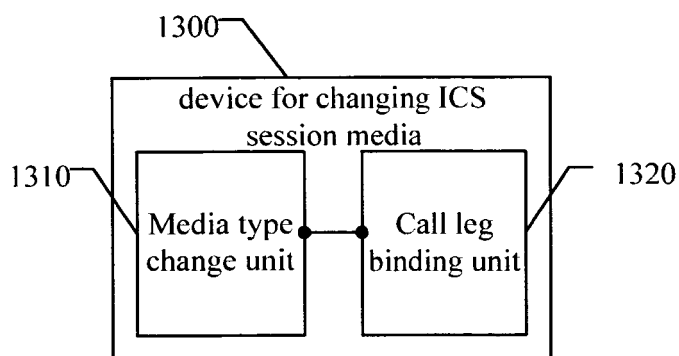 1300
device for changing ICS
session media
1310
1320
Media type
change unit
Call leg
binding unit